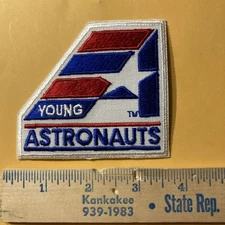 YOUNG
TM
ASTRONAUTS
1 2 3 4
Kankakee
939-1983
• State Rep.